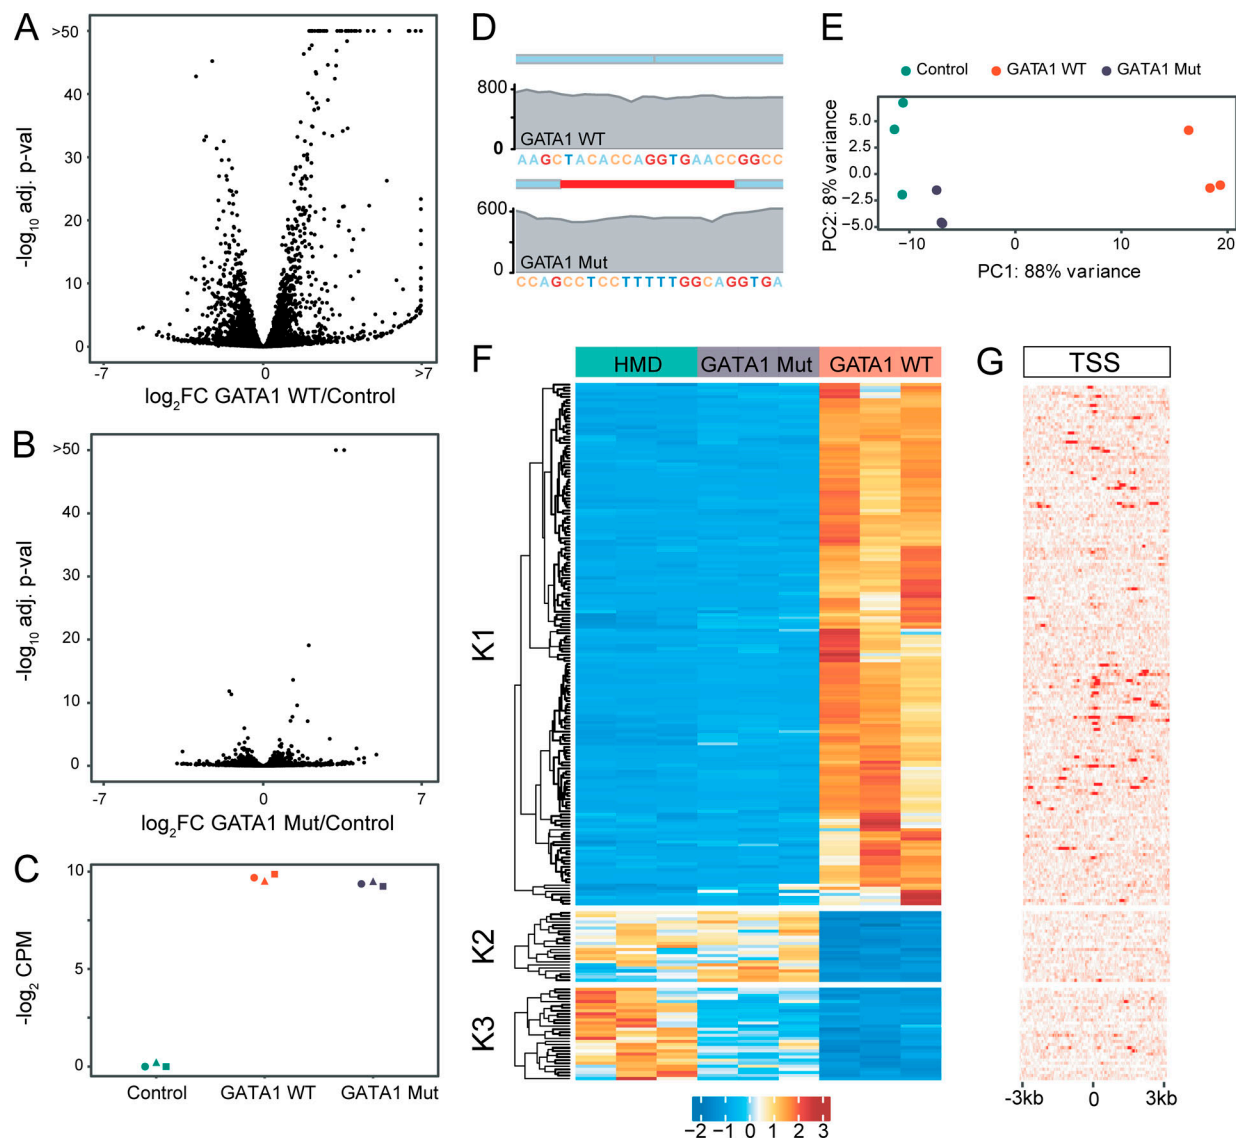 A
>50
40
30
20
10
0
-log10 adj. p-val
-7
0
>7
log2FC GATA1 WT/Control
B
>50
40
30
20
10
0
-log10 adj. p-val
-7
0
7
log2FC GATA1 Mut/Control
C
10
5
0
-log2 CPM
Control
GATA1 WT
GATA1 Mut
D
800
0
GATA1 WT
AAGCTACACCAGGTGAACCGGCC
600
0
GATA1 Mut
CCAGCCTCCTTTTTGGCAGGTGA
E
Control
GATA1 WT
GATA1 Mut
5.0
2.5
0.0
−2.5
−5.0
PC2: 8% variance
−10
0
10
20
PC1: 88% variance
F
HMD
GATA1 Mut
GATA1 WT
K1
K2
K3
−2 −1 0 1 2 3
G
TSS
-3kb
0
3kb